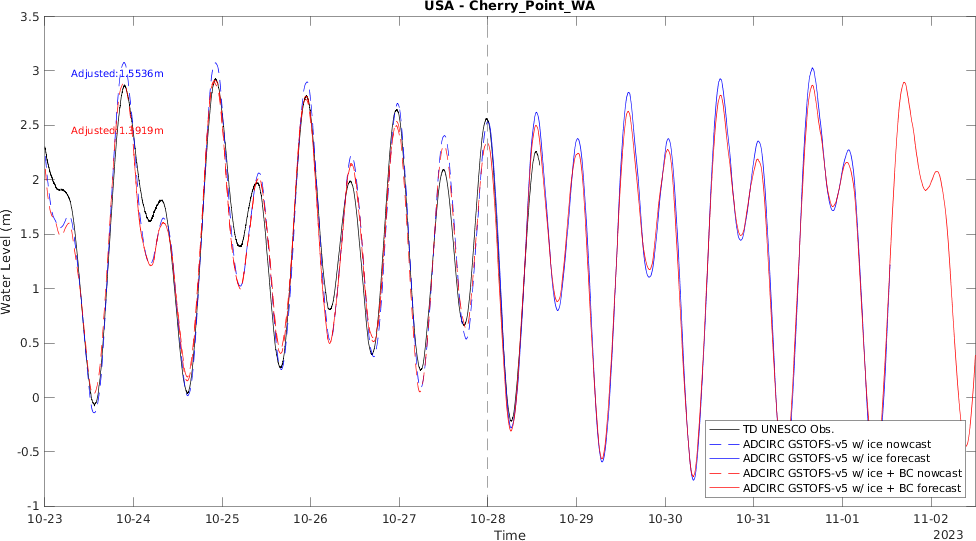 USA - Cherry_Point_WA
3.5
3
2.5
2
1.5
1
0.5
0
-0.5
-1
Water Level (m)
Adjusted:1.5536m
Adjusted:1.3919m
TD UNESCO Obs.
ADCIRC GSTOFS-v5 w/ ice nowcast
ADCIRC GSTOFS-v5 w/ ice forecast
ADCIRC GSTOFS-v5 w/ ice + BC nowcast
ADCIRC GSTOFS-v5 w/ ice + BC forecast
10-23 10-24 10-25 10-26 10-27 10-28 10-29 10-30 10-31 11-01 11-02
Time
2023